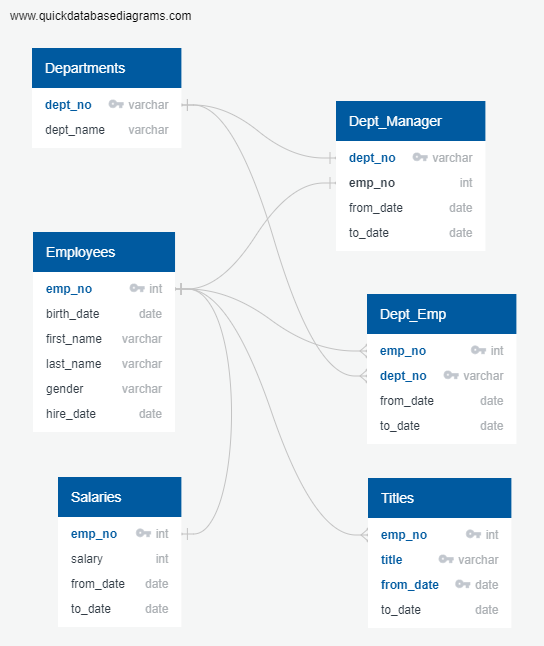 www.quickdatabasediagrams.com
Departments
dept_no varchar
dept_name varchar
Dept_Manager
dept_no varchar
emp_no int
from_date date
to_date date
Employees
emp_no int
birth_date date
first_name varchar
last_name varchar
gender varchar
hire_date date
Dept_Emp
emp_no int
dept_no varchar
from_date date
to_date date
Salaries
emp_no int
salary int
from_date date
to_date date
Titles
emp_no int
title varchar
from_date date
to_date date